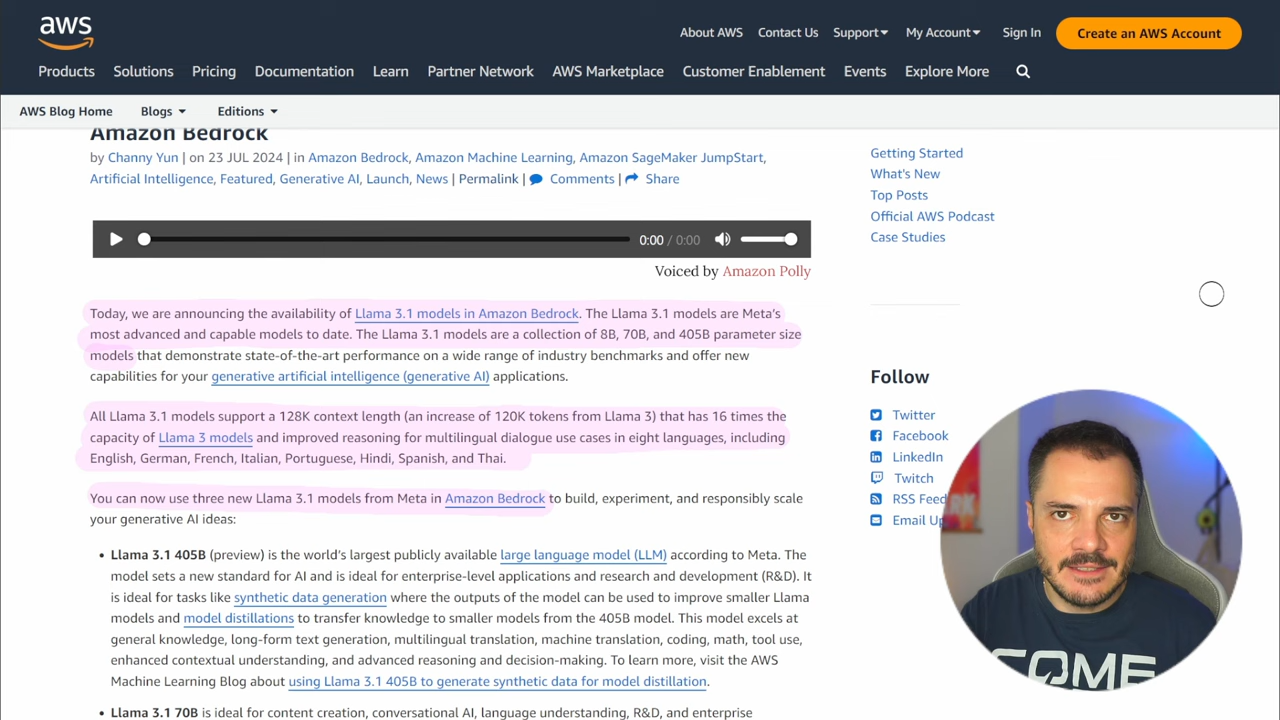 aws
About AWS Contact Us Support My Account Sign In Create an AWS Account
Products Solutions Pricing Documentation Learn Partner Network AWS Marketplace Customer Enablement Events Explore More
AWS Blog Home Blogs Editions
Amazon Bedrock
by Channy Yun | on 23 JUL 2024 | in Amazon Bedrock, Amazon Machine Learning, Amazon SageMaker JumpStart,
Artificial Intelligence, Featured, Generative AI, Launch, News | Permalink | Comments | Share
0:00 / 0:00
Voiced by Amazon Polly
Today, we are announcing the availability of Llama 3.1 models in Amazon Bedrock. The Llama 3.1 models are Meta's
most advanced and capable models to date. The Llama 3.1 models are a collection of 8B, 70B, and 405B parameter size
models that demonstrate state-of-the-art performance on a wide range of industry benchmarks and offer new
capabilities for your generative artificial intelligence (generative AI) applications.
All Llama 3.1 models support a 128K context length (an increase of 120K tokens from Llama 3) that has 16 times the
capacity of Llama 3 models and improved reasoning for multilingual dialogue use cases in eight languages, including
English, German, French, Italian, Portuguese, Hindi, Spanish, and Thai.
You can now use three new Llama 3.1 models from Meta in Amazon Bedrock to build, experiment, and responsibly scale
your generative AI ideas:
• Llama 3.1 405B (preview) is the world's largest publicly available large language model (LLM) according to Meta. The
model sets a new standard for AI and is ideal for enterprise-level applications and research and development (R&D). It
is ideal for tasks like synthetic data generation where the outputs of the model can be used to improve smaller Llama
models and model distillations to transfer knowledge to smaller models from the 405B model. This model excels at
general knowledge, long-form text generation, multilingual translation, machine translation, coding, math, tool use,
enhanced contextual understanding, and advanced reasoning and decision-making. To learn more, visit the AWS
Machine Learning Blog about using Llama 3.1 405B to generate synthetic data for model distillation.
• Llama 3.1 70B is ideal for content creation, conversational AI, language understanding, R&D, and enterprise
Getting Started
What's New
Top Posts
Official AWS Podcast
Case Studies
Follow
Twitter
Facebook
LinkedIn
Twitch
RSS Feed
Email Up